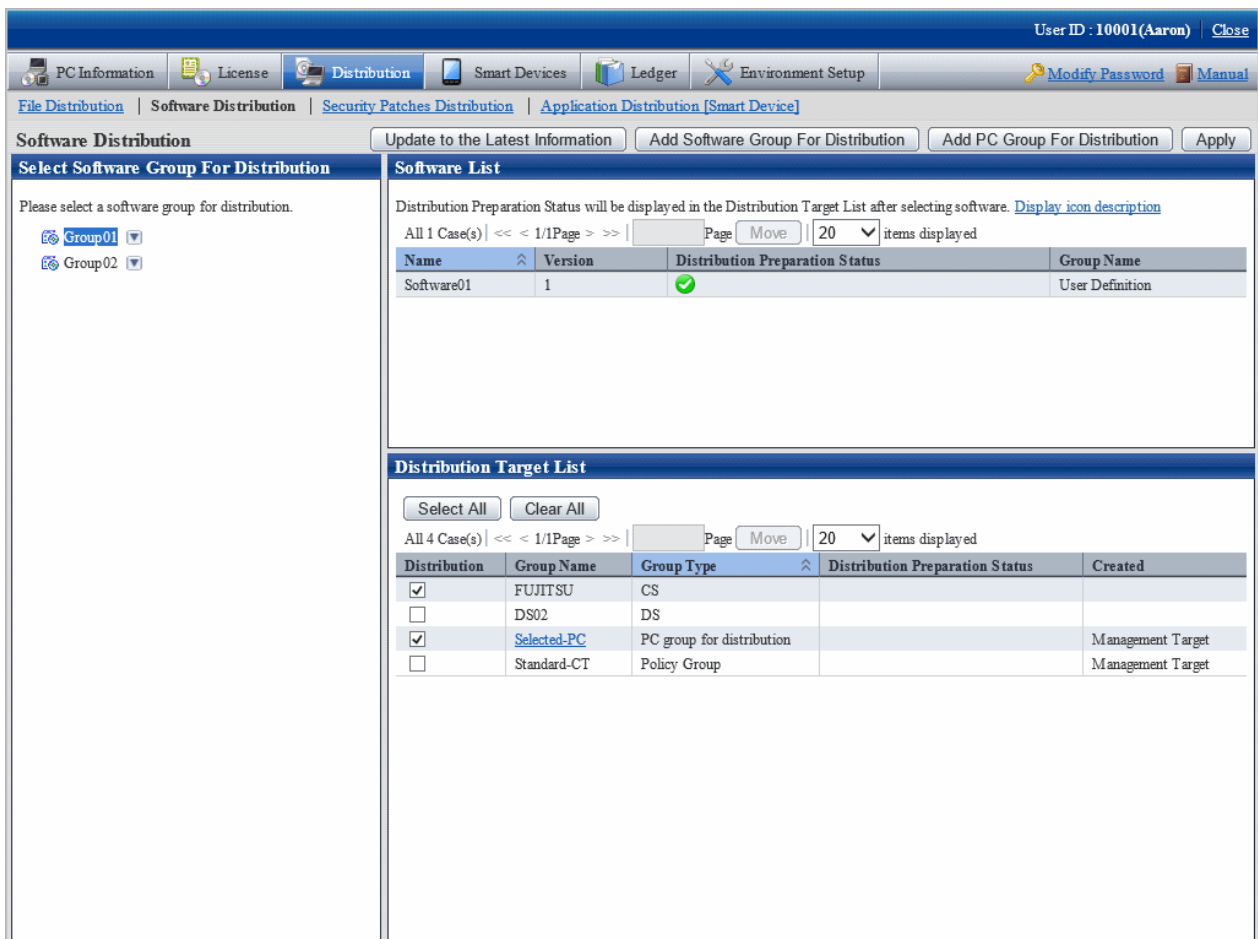 User ID : 10001(Aaron) Close
PC Information License Distribution Smart Devices Ledger Environment Setup Modify Password Manual
File Distribution | Software Distribution | Security Patches Distribution | Application Distribution [Smart Device]
Software Distribution Update to the Latest Information Add Software Group For Distribution Add PC Group For Distribution Apply
Select Software Group For Distribution
Please select a software group for distribution.
Group01
Group02
Software List
Distribution Preparation Status will be displayed in the Distribution Target List after selecting software. Display icon description
All 1 Case(s) | << < 1/1Page > >> | Page Move | 20 items displayed
Name Version Distribution Preparation Status Group Name
Software01 1 User Definition
Distribution Target List
Select All Clear All
All 4 Case(s) | << < 1/1Page > >> | Page Move | 20 items displayed
Distribution Group Name Group Type Distribution Preparation Status Created
FUJITSU CS
DS02 DS
Selected-PC PC group for distribution Management Target
Standard-CT Policy Group Management Target